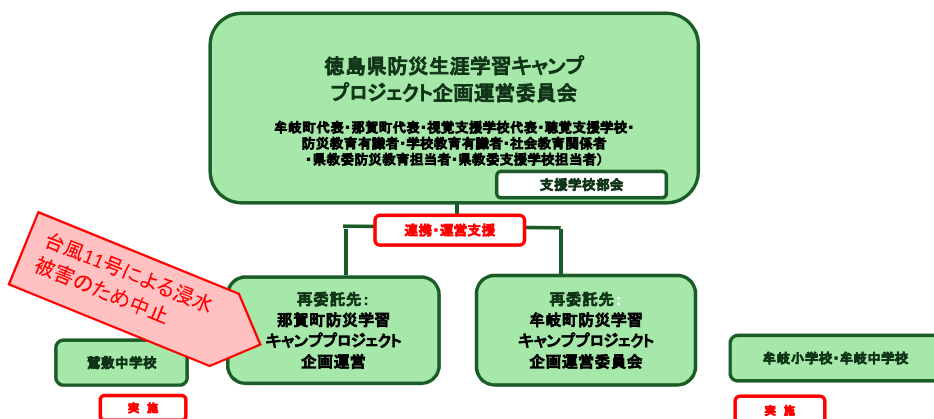 徳島県防災生涯学習キャンプ
プロジェクト企画運営委員会
牟岐町代表・那賀町代表・視覚支援学校代表・聴覚支援学校・
防災教育有識者・学校教育有識者・社会教育関係者
・県教委防災教育担当者・県教委支援学校担当者）
支援学校部会
連携・運営支援
台風11号による浸水
被害のため中止
再委託先：
那賀町防災学習
キャンププロジェクト
企画運営
再委託先：
牟岐町防災学習
キャンププロジェクト
企画運営委員会
鷲敷中学校
牟岐小学校・牟岐中学校
実 施
実 施